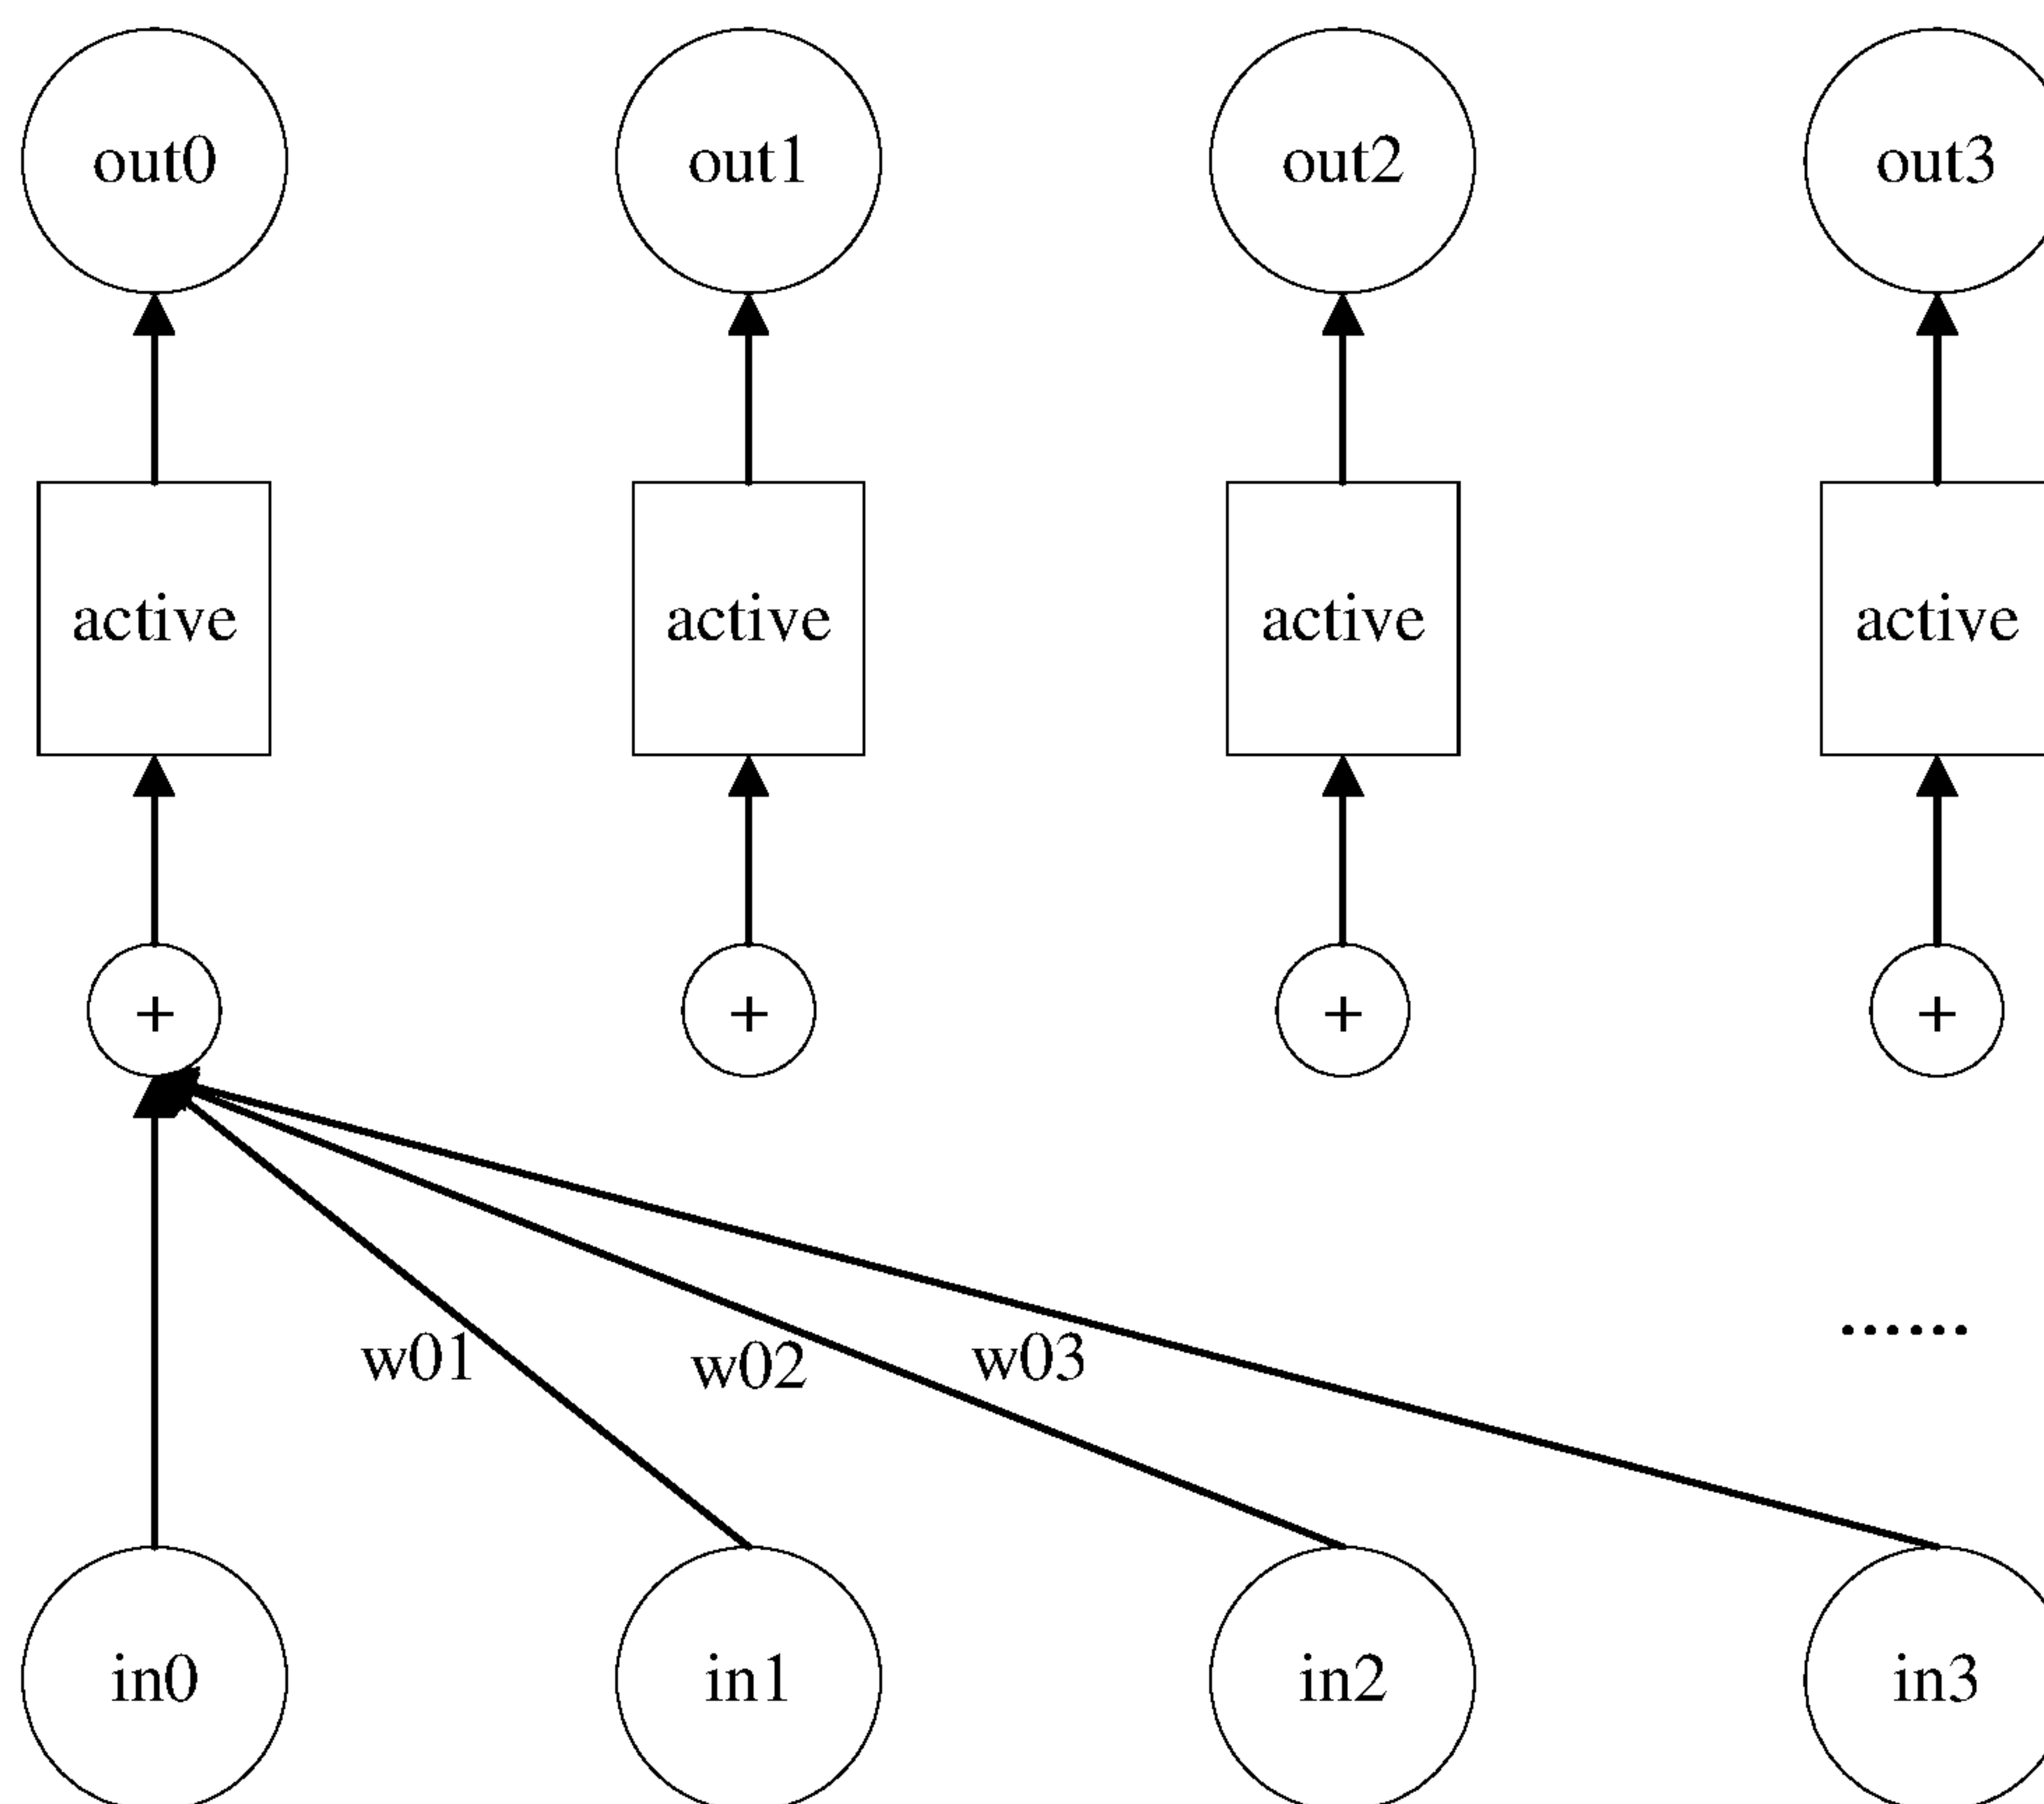 out0 out1 out2 out3
active active active active
+ + + +
......
w01 w02 w03
in0 in1 in2 in3